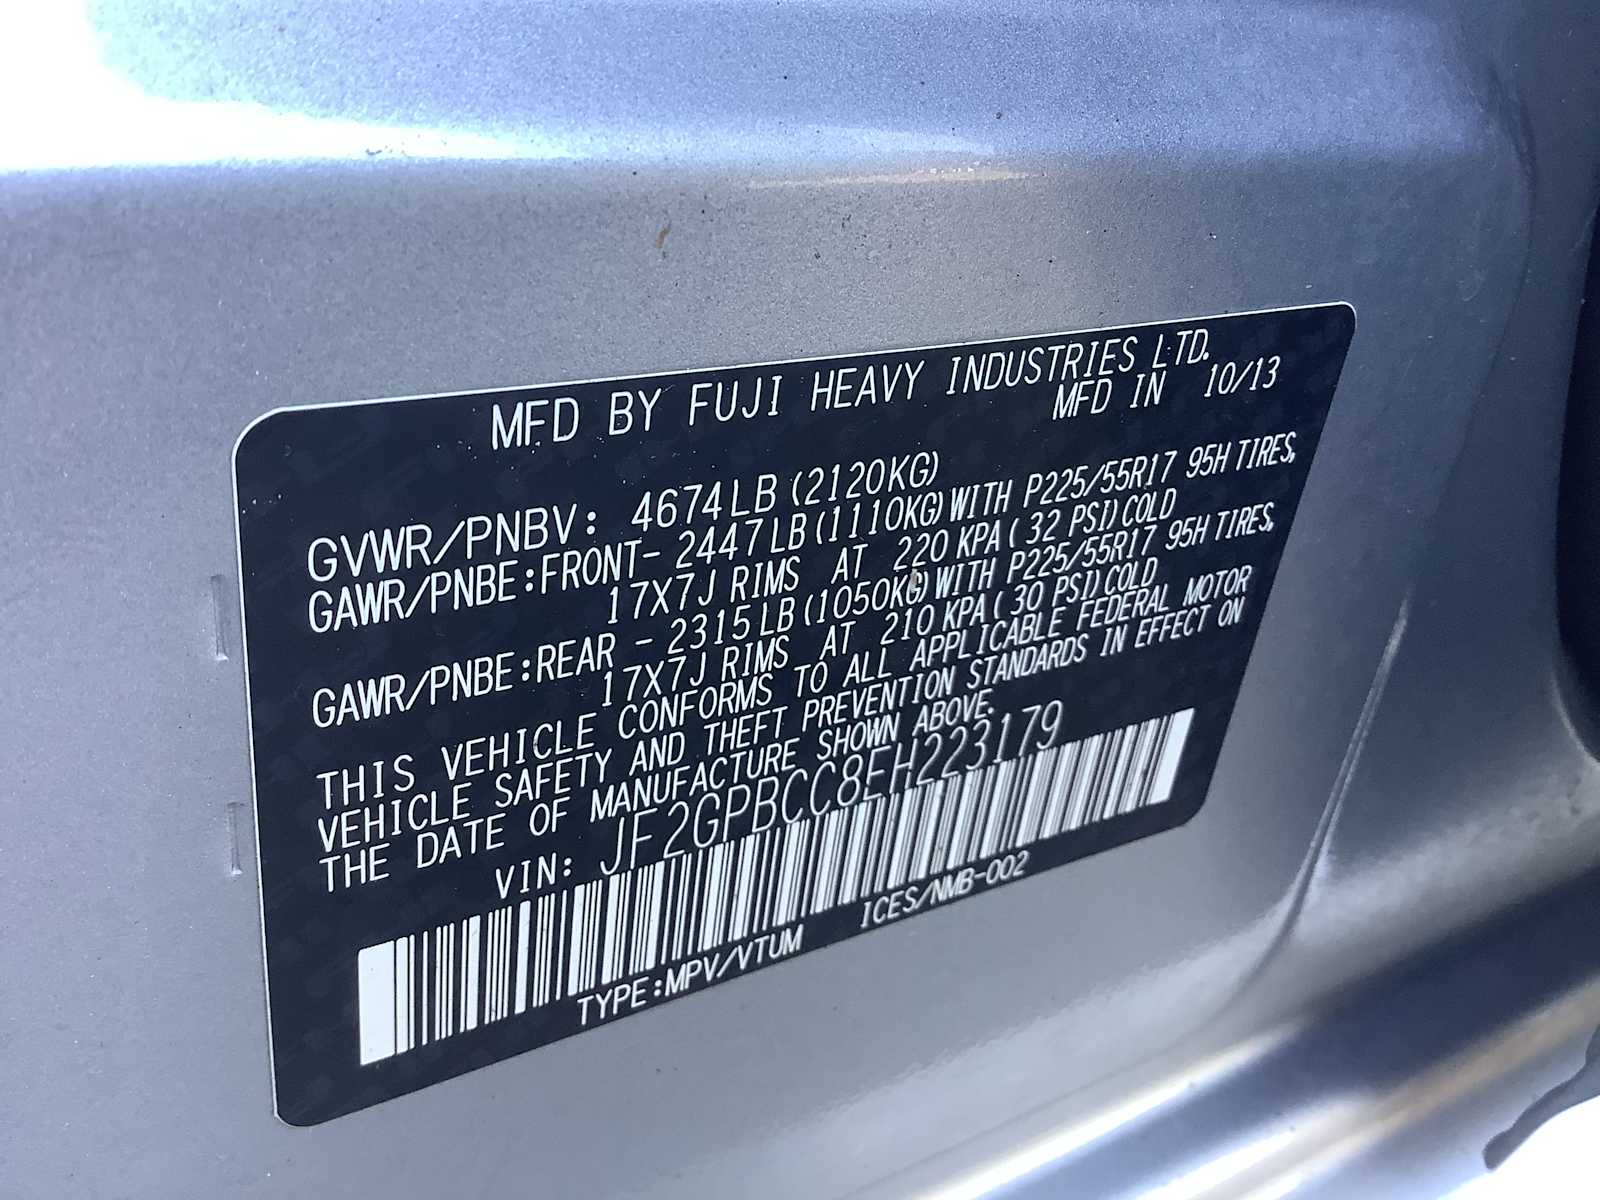 MFD BY FUJI HEAVY INDUSTRIES LTD.
MFD IN 10/13
GVWR/PNBV: 4674LB (2120KG)
GAWR/PNBE:FRONT- 2447LB (1110KG) WITH P225/55R17 95H TIRES,
17X7J RIMS AT 220 KPA ( 32 PSI) COLD
GAWR/PNBE:REAR - 2315LB (1050KG) WITH P225/55R17 95H TIRES,
17X7J RIMS AT 210 KPA ( 30 PSI) COLD
THIS VEHICLE CONFORMS TO ALL APPLICABLE FEDERAL MOTOR
VEHICLE SAFETY AND THEFT PREVENTION STANDARDS IN EFFECT ON
THE DATE OF MANUFACTURE SHOWN ABOVE.
VIN: JF2GPBCC8EH223179
TYPE:MPV/VTUM ICES/NMB-002